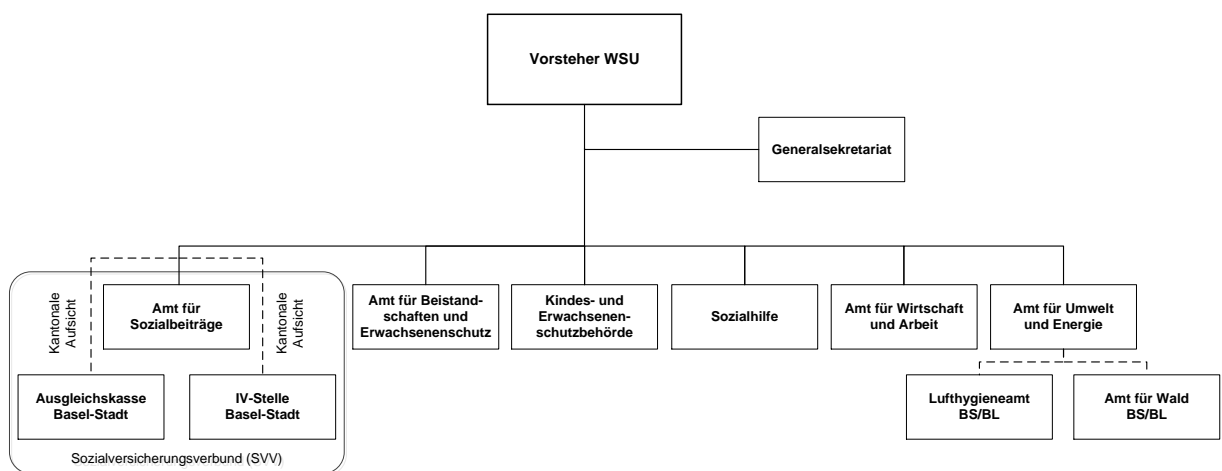 Vorsteher WSU
Generalsekretariat
Kantonale
Aufsicht
Amt für
Sozialbeiträge
Kantonale
Aufsicht
Amt für Beistand-
schaften und
Erwachsenenschutz
Kindes- und
Erwachsenen-
schutzbehörde
Sozialhilfe
Amt für Wirtschaft
und Arbeit
Amt für Umwelt
und Energie
Ausgleichskasse
Basel-Stadt
IV-Stelle
Basel-Stadt
Lufthygieneamt
BS/BL
Amt für Wald
BS/BL
Sozialversicherungsverbund (SVV)